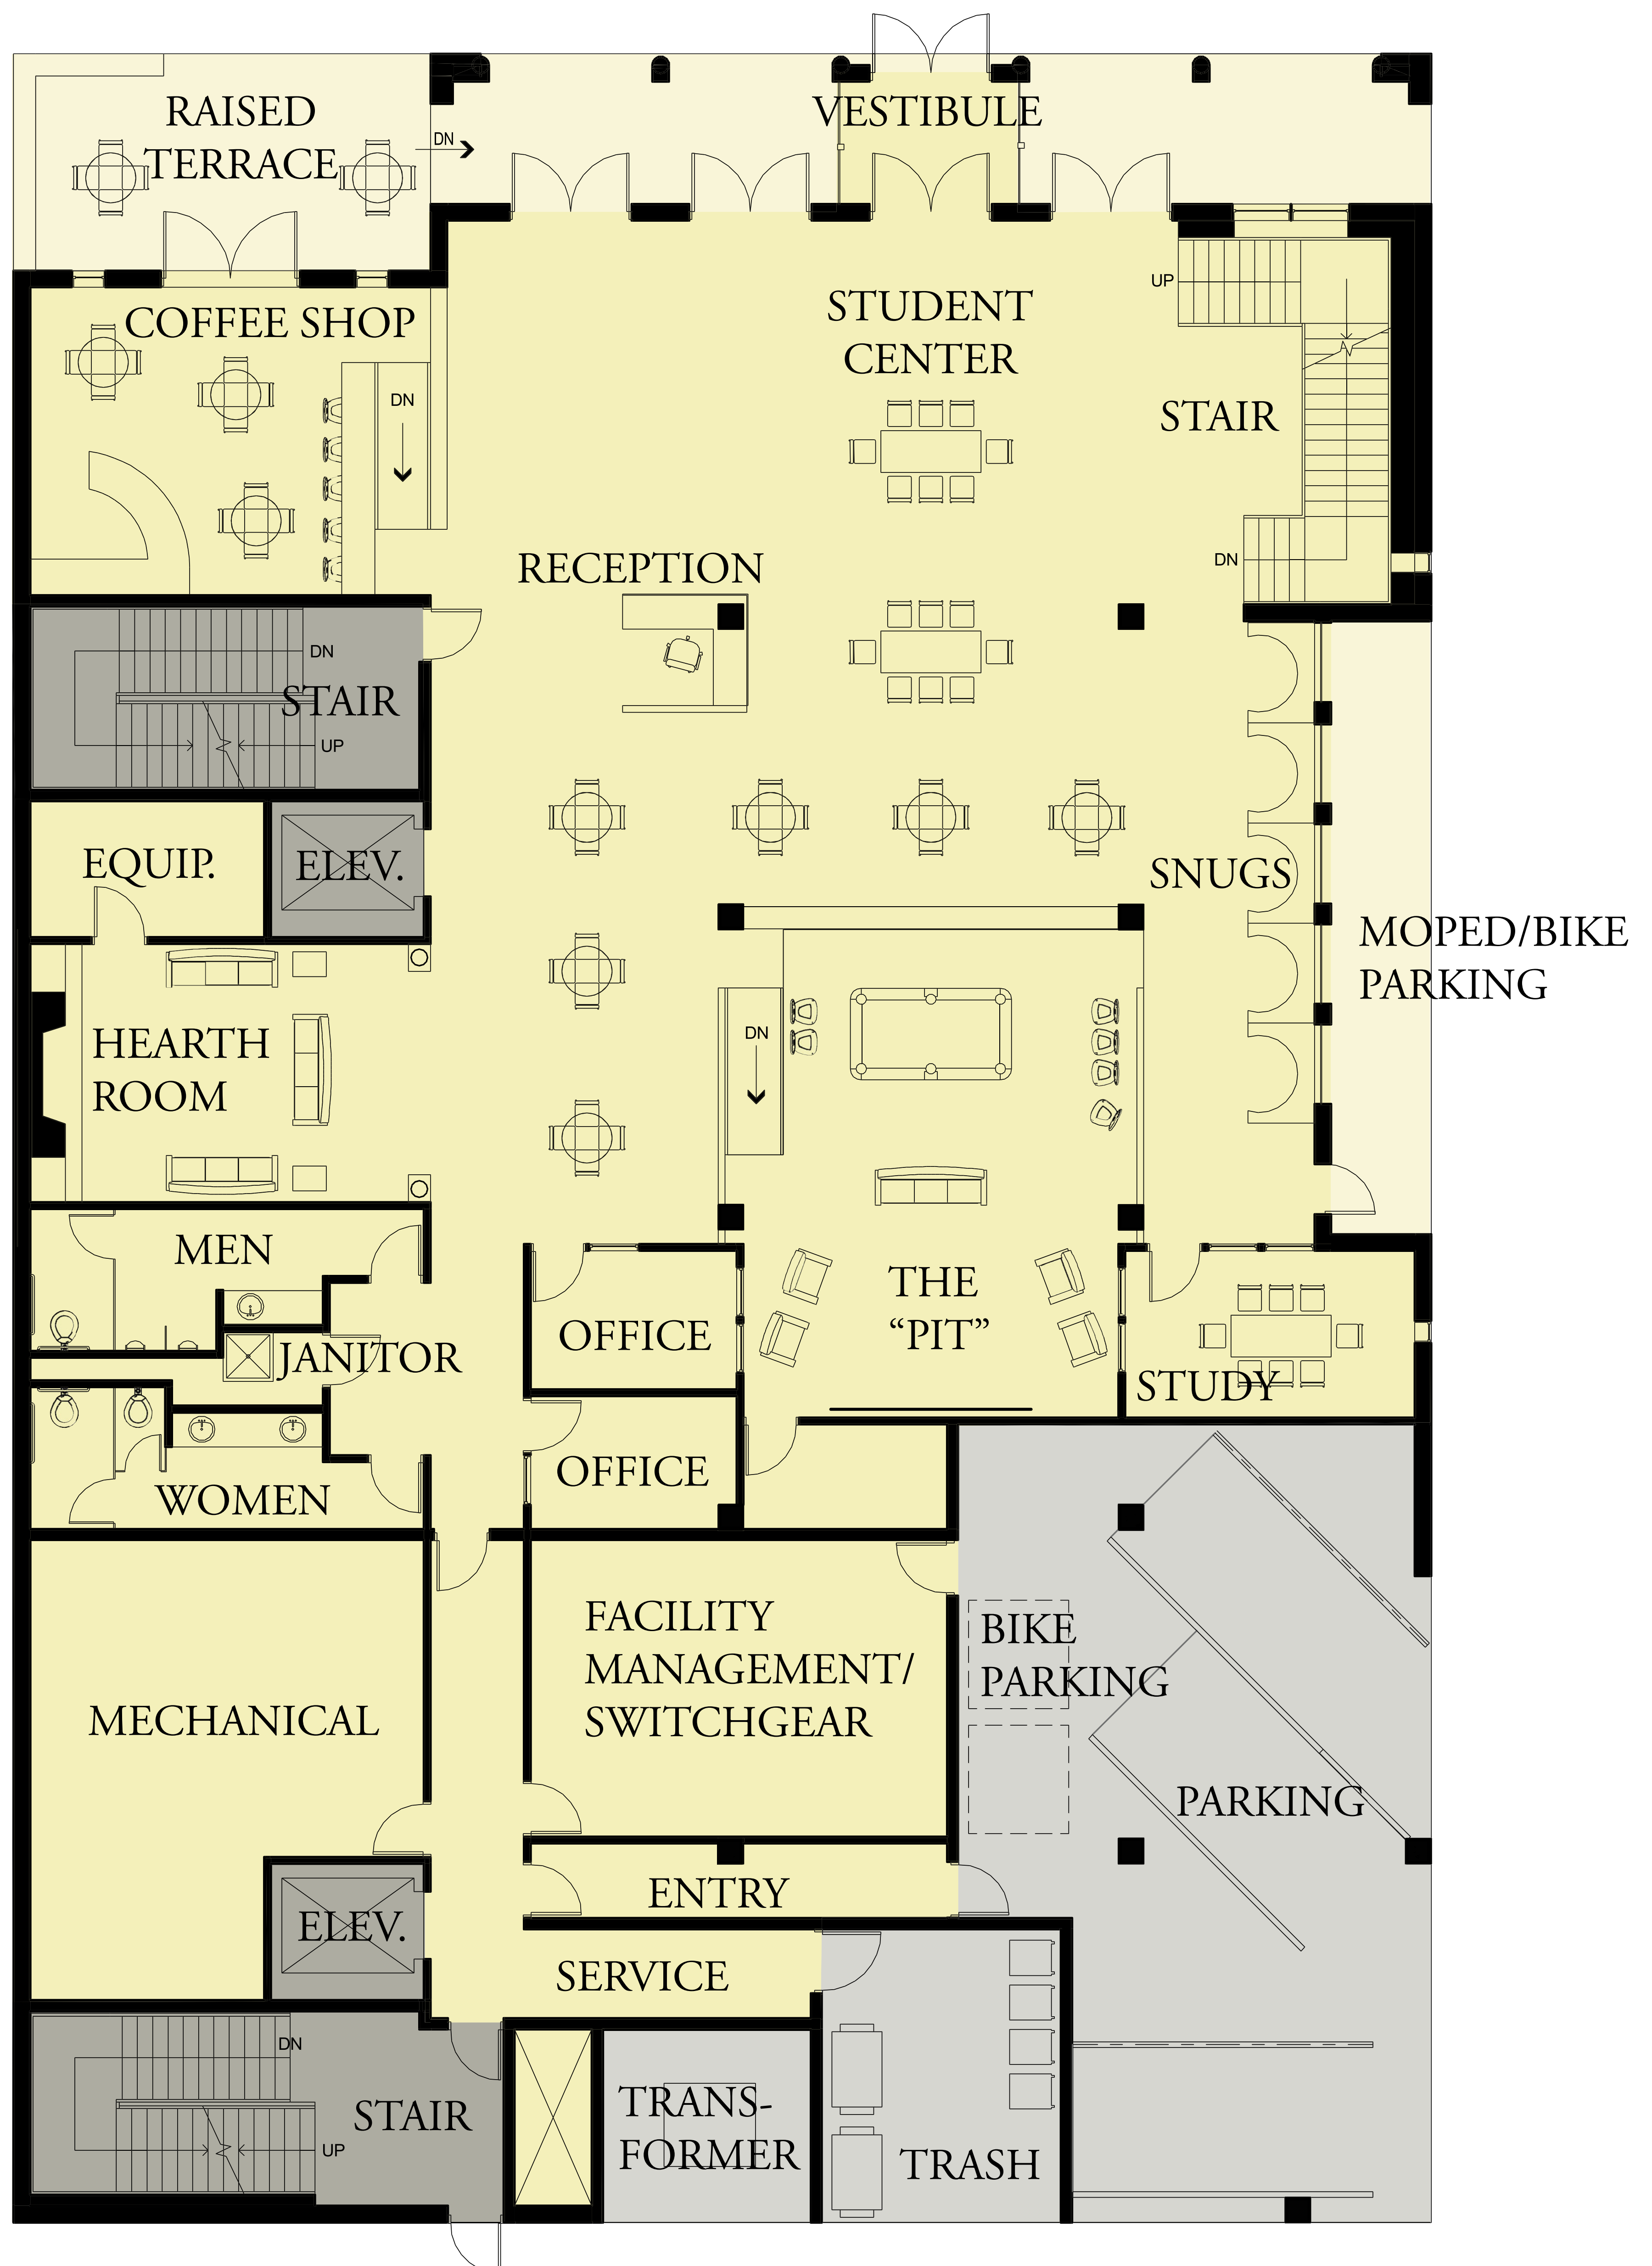 RAISED
TERRACE
DN
VESTIBULE
COFFEE SHOP
DN
STUDENT
CENTER
UP
STAIR
DN
RECEPTION
DN
STAIR
UP
EQUIP.
ELEV.
SNUGS
MOPED/BIKE
PARKING
HEARTH
ROOM
DN
MEN
JANITOR
WOMEN
OFFICE
OFFICE
THE
“PIT”
STUDY
MECHANICAL
FACILITY
MANAGEMENT/
SWITCHGEAR
BIKE
PARKING
PARKING
ENTRY
ELEV.
SERVICE
DN
STAIR
UP
TRANS-
FORMER
TRASH